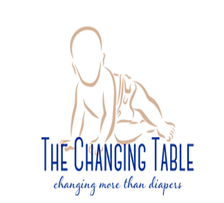 THE CHANGING TABLE
changing more than diapers